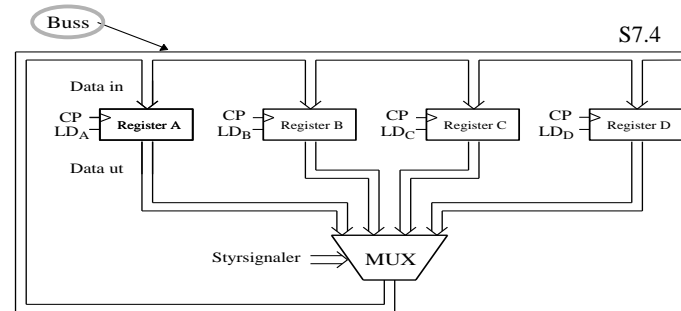 Buss
S7.4
Data in
CP
LDA
Register A
CP
LDB
Register B
CP
LDC
Register C
CP
LDD
Register D
Data ut
Styrsignaler
MUX